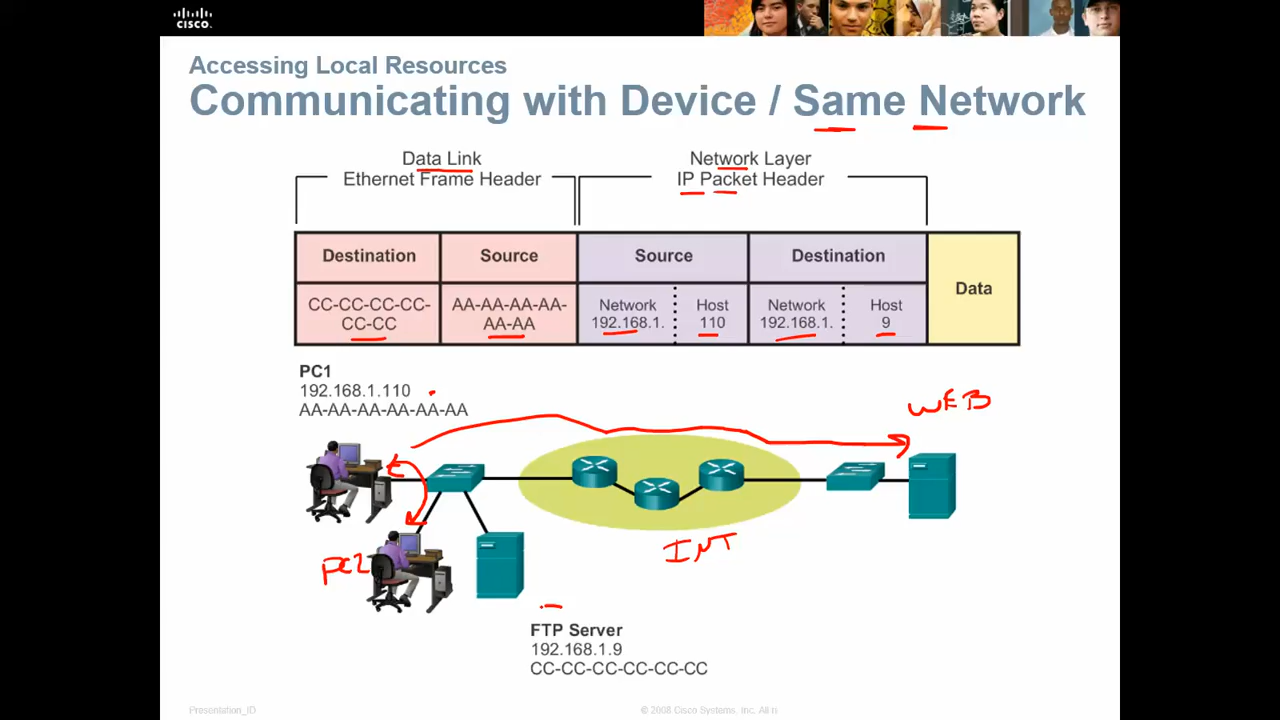 CISCO
Accessing Local Resources
Communicating with Device / Same Network
Data Link
Ethernet Frame Header
Network Layer
IP Packet Header
Destination
Source
Source
Destination
Data
CC-CC-CC-CC-
CC-CC
AA-AA-AA-AA-
AA-AA
Network
192.168.1.
Host
110
Network
192.168.1.
Host
9
PC1
192.168.1.110
AA-AA-AA-AA-AA-AA
WEB
INT
PC2
FTP Server
192.168.1.9
CC-CC-CC-CC-CC-CC
Presentation_ID
© 2008 Cisco Systems, Inc. All r